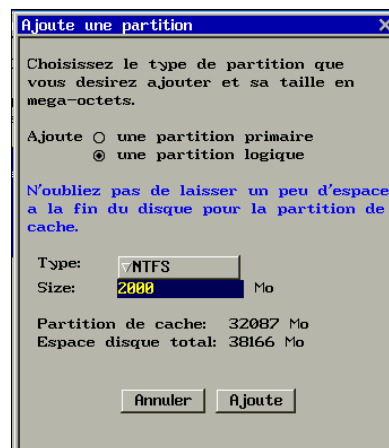 Ajoute une partition
Choisissez le type de partition que
vous desirez ajouter et sa taille en
mega-octets.
Ajoute une partition primaire
une partition logique
N'oubliez pas de laisser un peu d'espace
a la fin du disque pour la partition de
cache.
Type: NTFS
Size: 2000 Mo
Partition de cache: 32087 Mo
Espace disque total: 38166 Mo
Annuler Ajoute